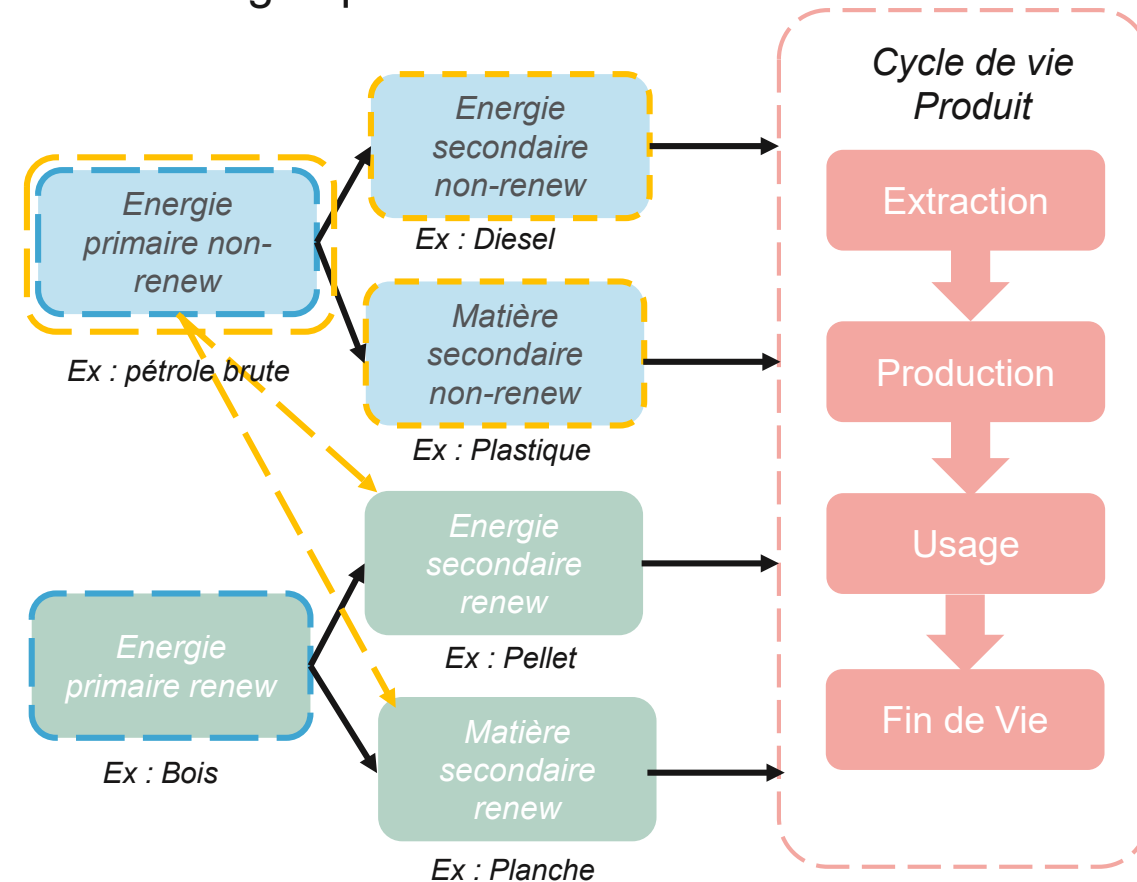 Energie
primaire non-
renew
Ex : pétrole brute
Energie
secondaire
non-renew
Ex : Diesel
Matière
secondaire
non-renew
Ex : Plastique
Energie
primaire renew
Ex : Bois
Energie
secondaire
renew
Ex : Pellet
Matière
secondaire
renew
Ex : Planche
Cycle de vie
Produit
Extraction
Production
Usage
Fin de Vie